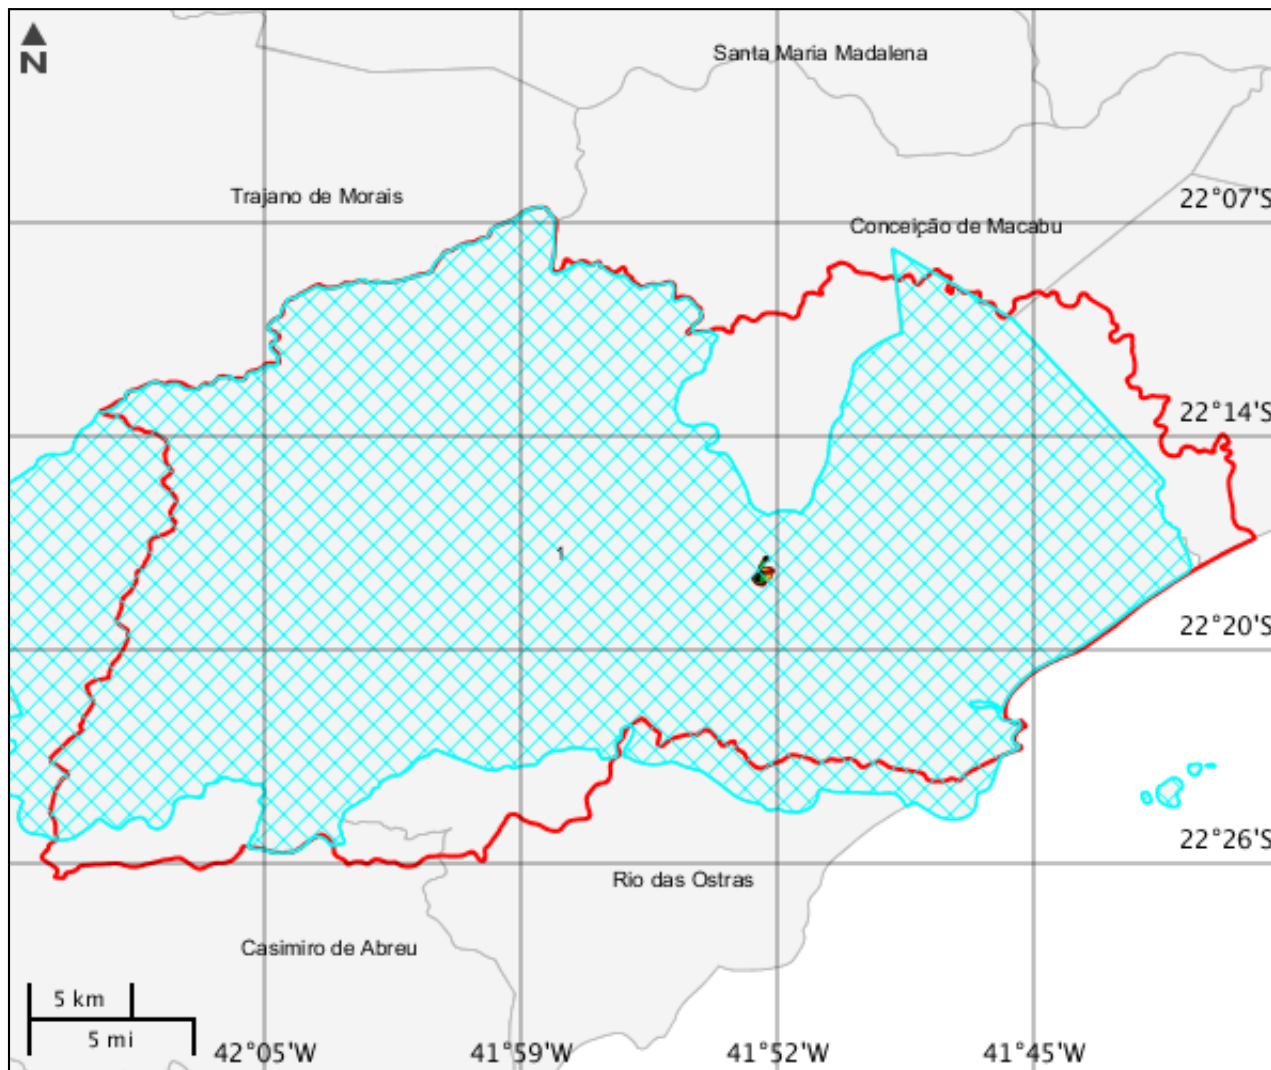 N
Santa Maria Madalena
Trajano de Morais
22°07'S
Conceição de Macabu
22°14'S
1
22°20'S
22°26'S
Rio das Ostras
Casimiro de Abreu
5 km
5 mi
42°05'W
41°59'W
41°52'W
41°45'W